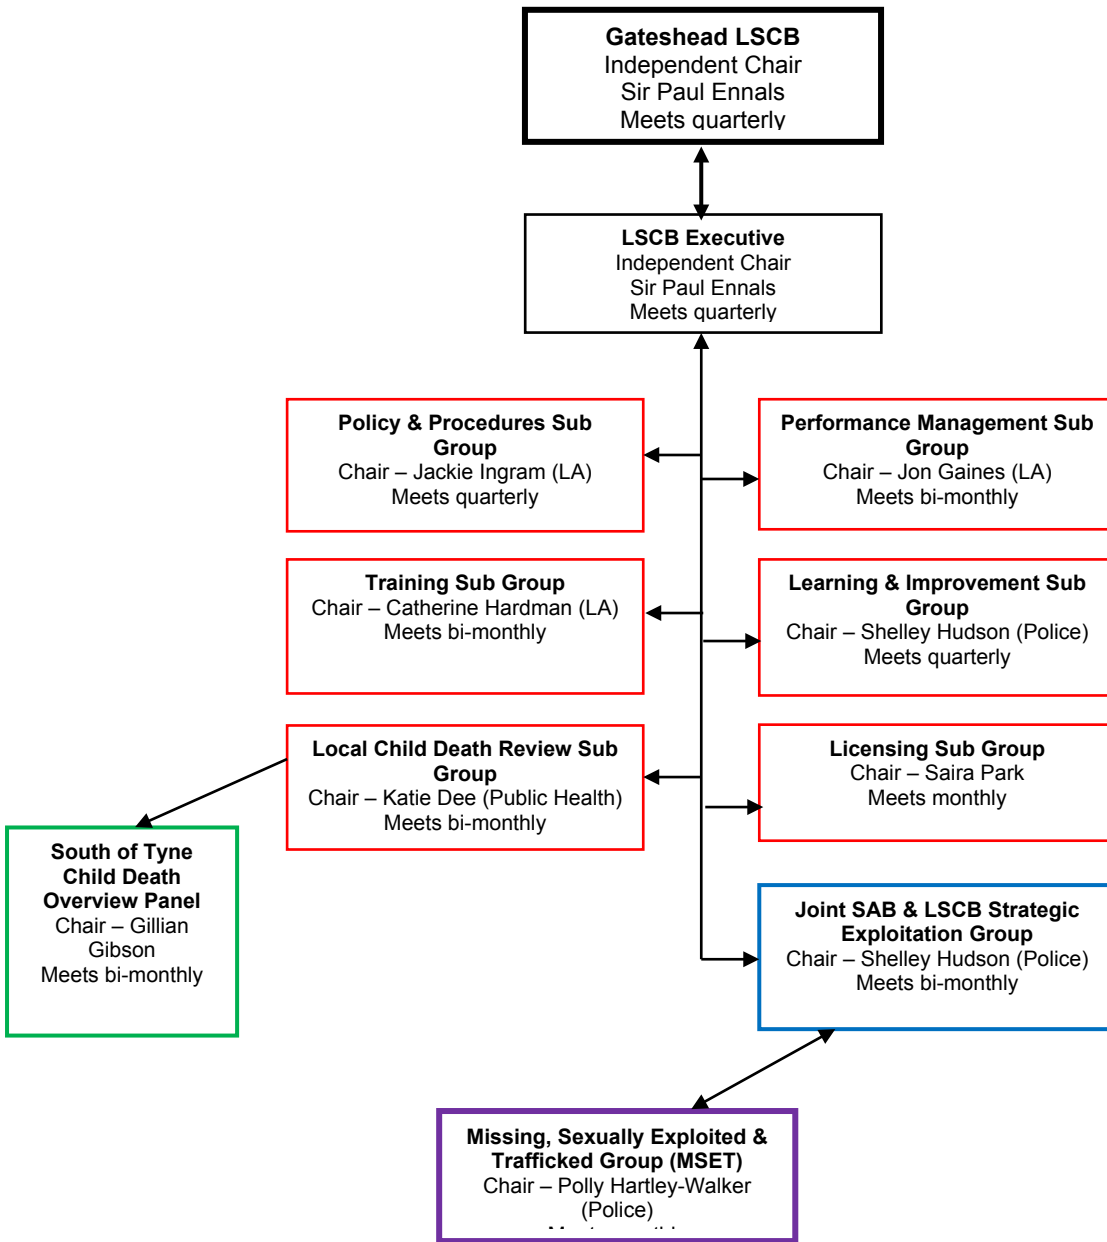 Gateshead LSCB
Independent Chair
Sir Paul Ennals
Meets quarterly
LSCB Executive
Independent Chair
Sir Paul Ennals
Meets quarterly
Policy & Procedures Sub
Group
Chair – Jackie Ingram (LA)
Meets quarterly
Performance Management Sub
Group
Chair – Jon Gaines (LA)
Meets bi-monthly
Training Sub Group
Chair – Catherine Hardman (LA)
Meets bi-monthly
Learning & Improvement Sub
Group
Chair – Shelley Hudson (Police)
Meets quarterly
Local Child Death Review Sub
Group
Chair – Katie Dee (Public Health)
Meets bi-monthly
Licensing Sub Group
Chair – Saira Park
Meets monthly
South of Tyne
Child Death
Overview Panel
Chair – Gillian
Gibson
Meets bi-monthly
Joint SAB & LSCB Strategic
Exploitation Group
Chair – Shelley Hudson (Police)
Meets bi-monthly
Missing, Sexually Exploited &
Trafficked Group (MSET)
Chair – Polly Hartley-Walker
(Police)